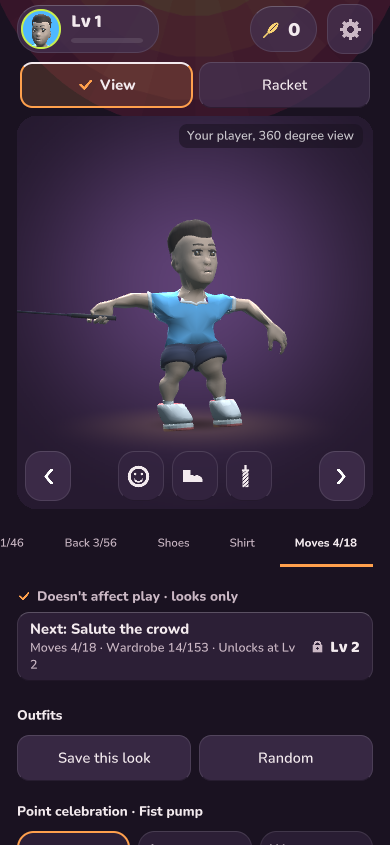 Lv 1
0
View
Racket
Your player, 360 degree view
1/46
Back 3/56
Shoes
Shirt
Moves 4/18
Doesn't affect play · looks only
Next: Salute the crowd
Moves 4/18 · Wardrobe 14/153 · Unlocks at Lv
2
Lv 2
Outfits
Save this look
Random
Point celebration · Fist pump